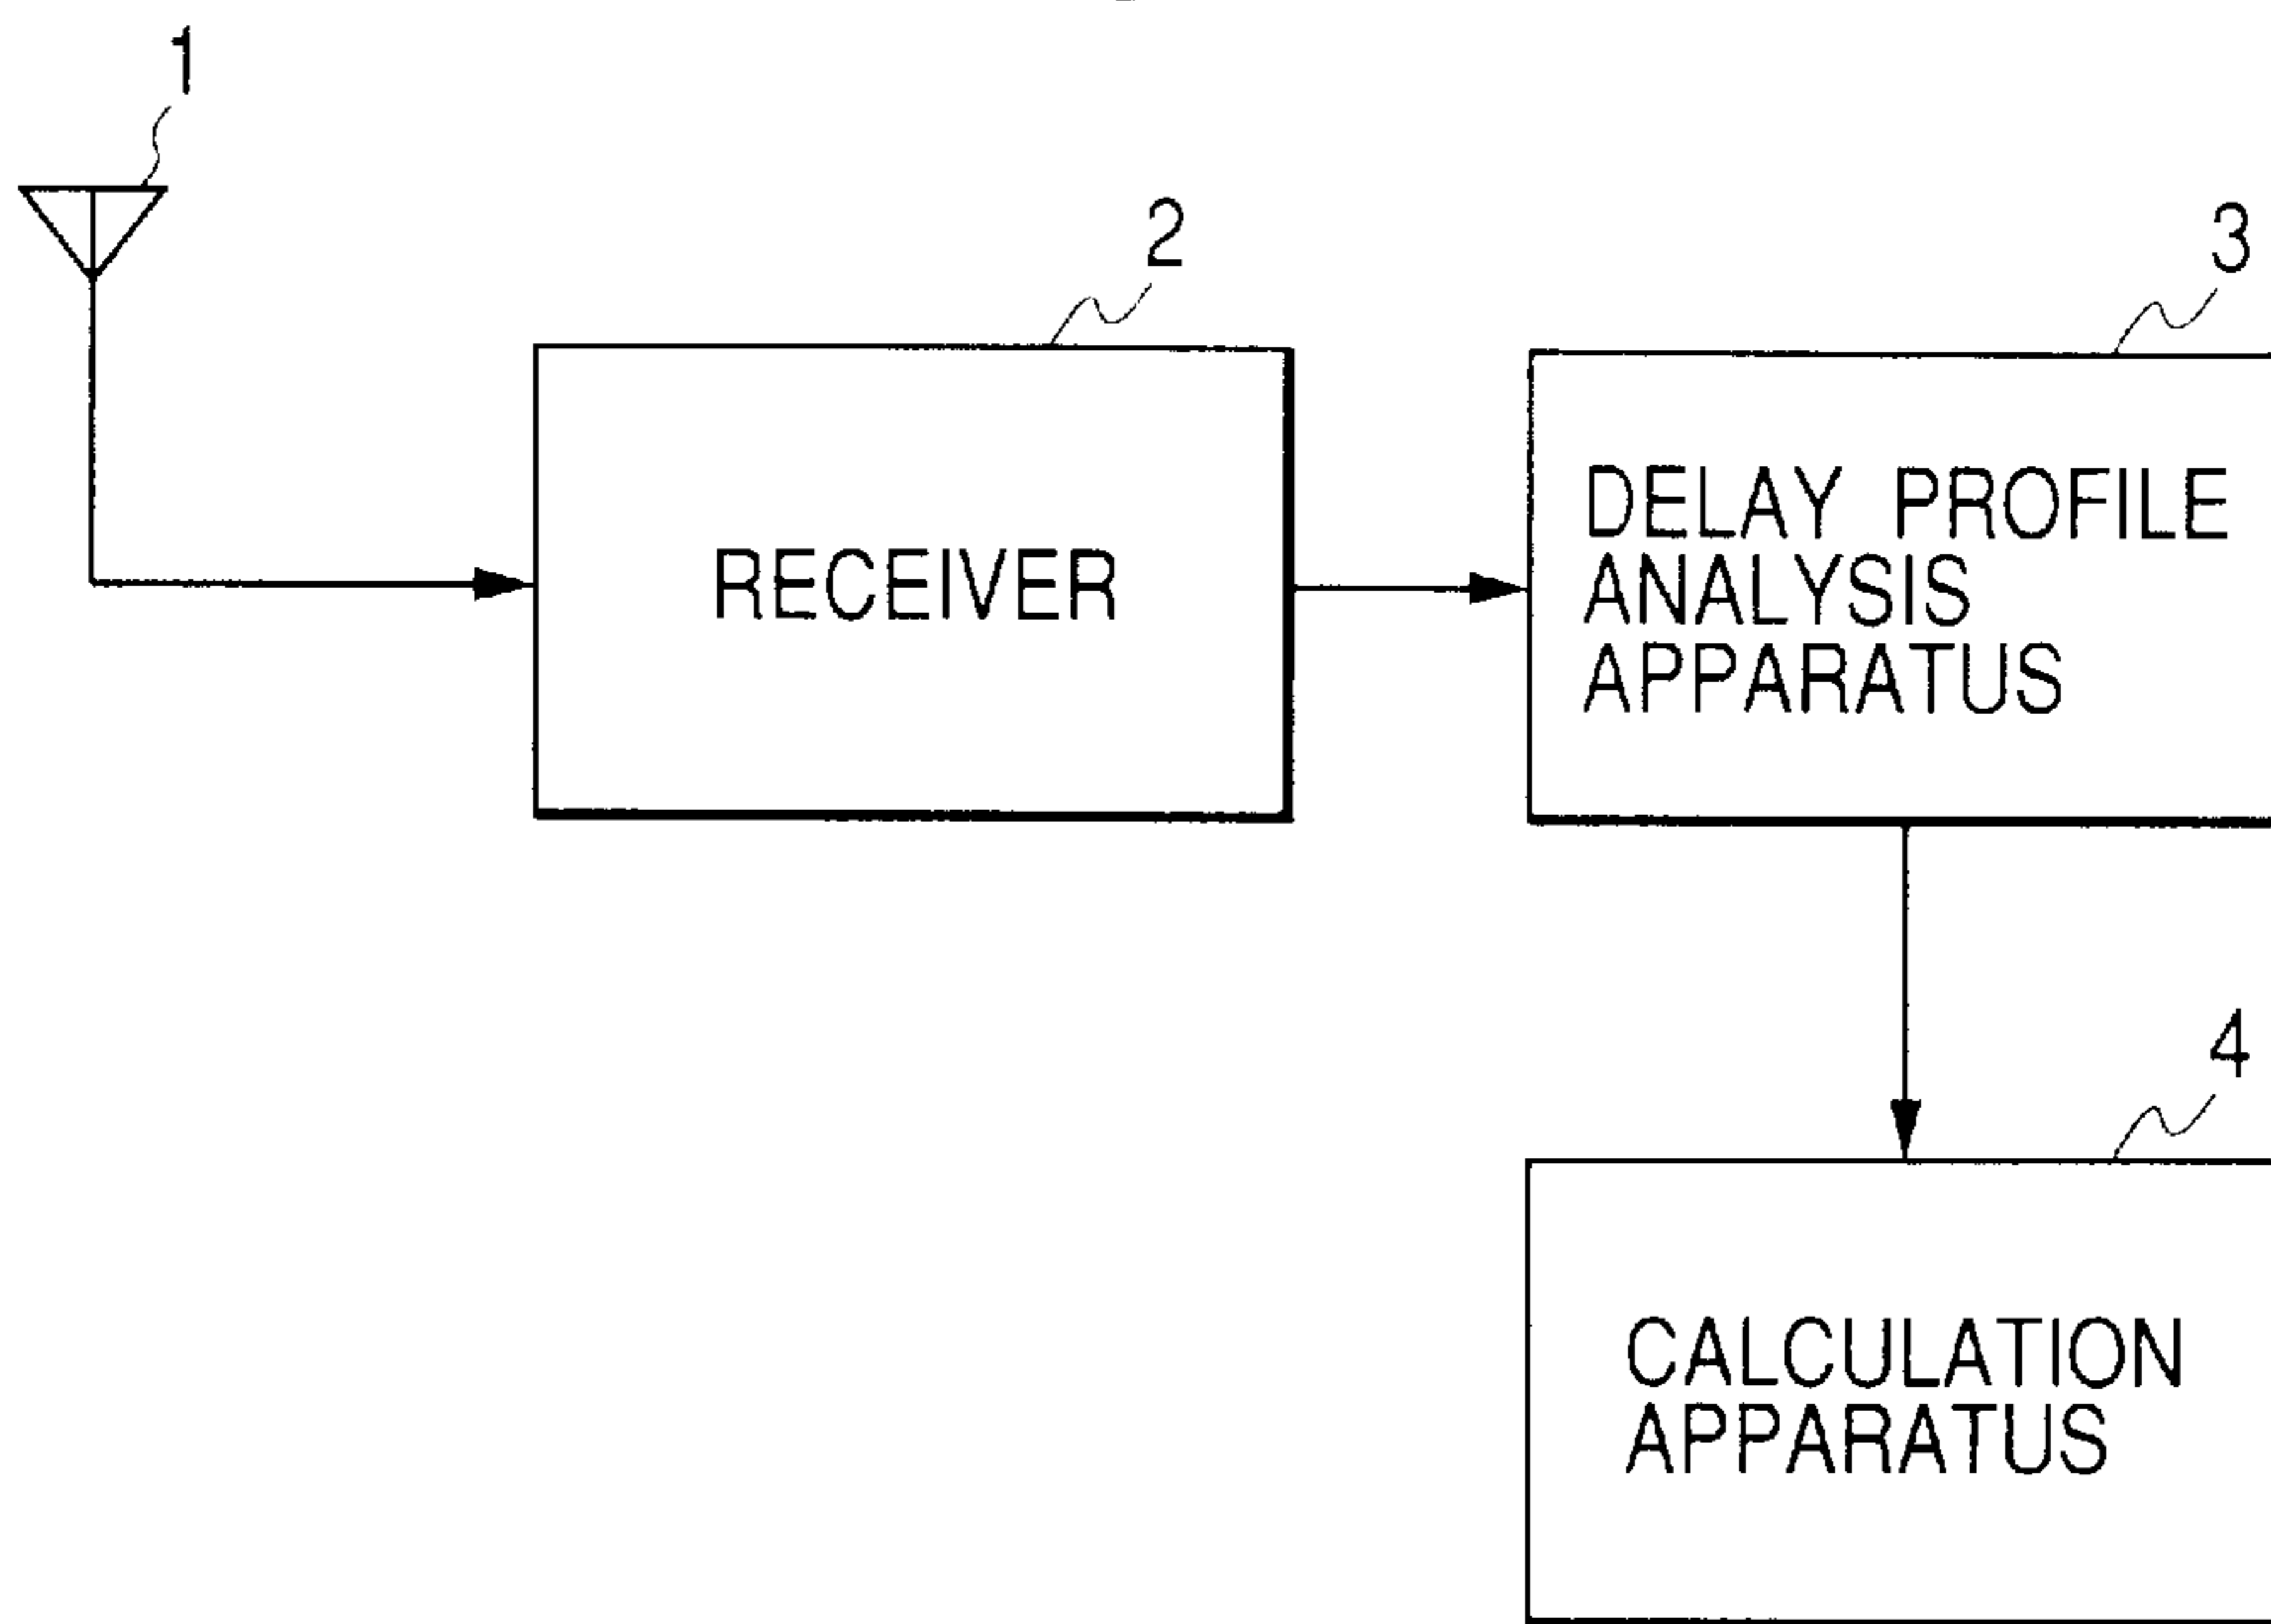 1
2
3
RECEIVER
DELAY PROFILE
ANALYSIS
APPARATUS
4
CALCULATION
APPARATUS